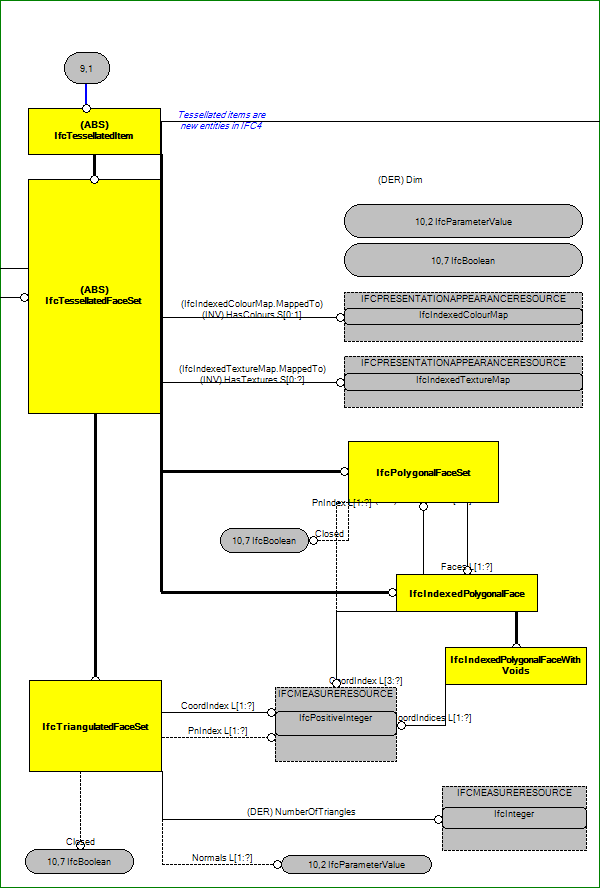 9,1
Tessellated items are
new entities in IFC4
(ABS)
IfcTessellatedItem
(DER) Dim
10,2 IfcParameterValue
10,7 IfcBoolean
(ABS)
IfcTessellatedFaceSet
(IfcIndexedColourMap.MappedTo)
(INV) HasColours S[0:1]
IFCPRESENTATIONAPPEARANCERESOURCE
IfcIndexedColourMap
(IfcIndexedTextureMap.MappedTo)
(INV) HasTextures S[0:?]
IFCPRESENTATIONAPPEARANCERESOURCE
IfcIndexedTextureMap
IfcPolygonalFaceSet
PnIndex L[1:?]
10,7 IfcBoolean
Closed
Faces L[1:?]
IfcIndexedPolygonalFace
IfcIndexedPolygonalFaceWith
Voids
CoordIndex L[3:?]
IFCMEASURERESOURCE
IfcPositiveInteger
oordIndices L[1:?]
IfcTriangulatedFaceSet
CoordIndex L[1:?]
PnIndex L[1:?]
IFCMEASURERESOURCE
IfcInteger
(DER) NumberOfTriangles
Closed
10,7 IfcBoolean
Normals L[1:?]
10,2 IfcParameterValue